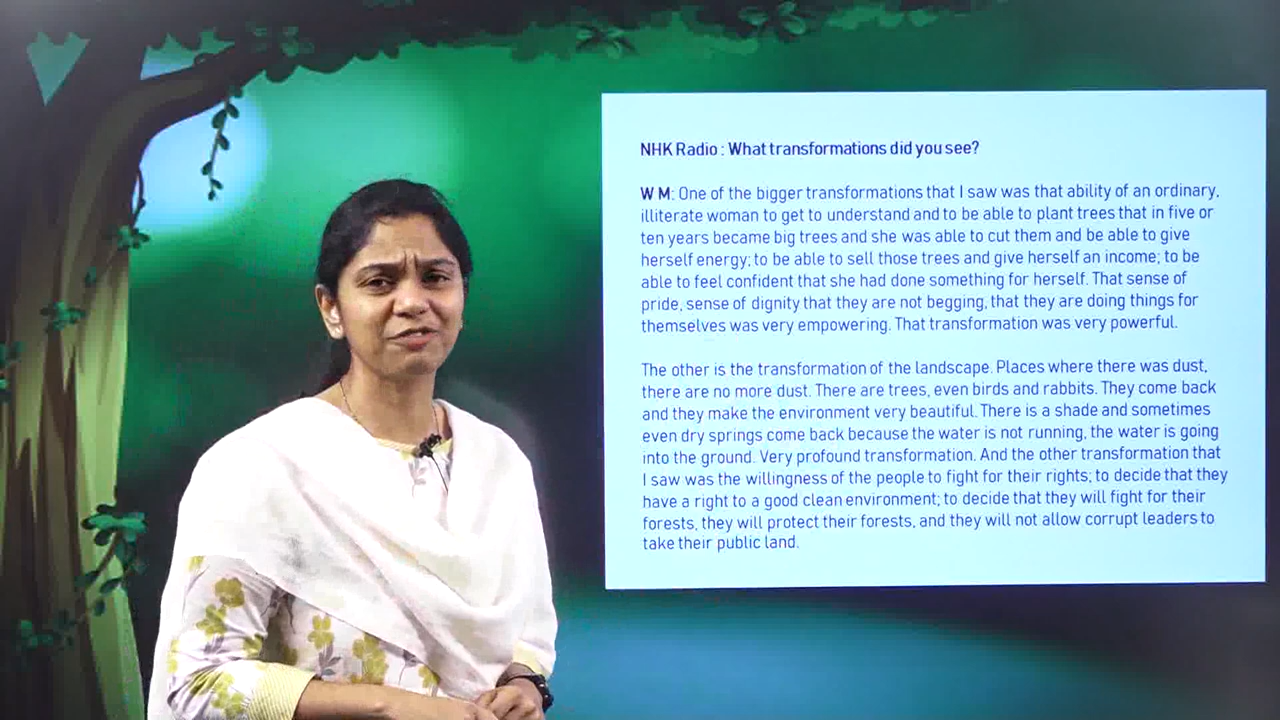 NHK Radio : What transformations did you see?
W M: One of the bigger transformations that I saw was that ability of an ordinary,
illiterate woman to get to understand and to be able to plant trees that in five or
ten years became big trees and she was able to cut them and be able to give
herself energy; to be able to sell those trees and give herself an income; to be
able to feel confident that she had done something for herself. That sense of
pride, sense of dignity that they are not begging, that they are doing things for
themselves was very empowering. That transformation was very powerful.
The other is the transformation of the landscape. Places where there was dust,
there are no more dust. There are trees, even birds and rabbits. They come back
and they make the environment very beautiful. There is a shade and sometimes
even dry springs come back because the water is not running, the water is going
into the ground. Very profound transformation. And the other transformation that
I saw was the willingness of the people to fight for their rights; to decide that they
have a right to a good clean environment; to decide that they will fight for their
forests, they will protect their forests, and they will not allow corrupt leaders to
take their public land.